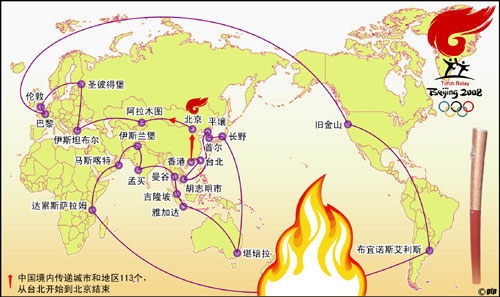 Torch Relay
Beijing 2008
伦敦
圣彼得堡
巴黎
阿拉木图
北京
平壤
旧金山
伊斯坦布尔
伊斯兰堡
首尔
长野
马斯喀特
香港
台北
孟买
曼谷
胡志明市
达累斯萨拉姆
吉隆坡
雅加达
堪培拉
布宜诺斯艾利斯
中国境内传递城市和地区113个,
从台北开始到北京结束